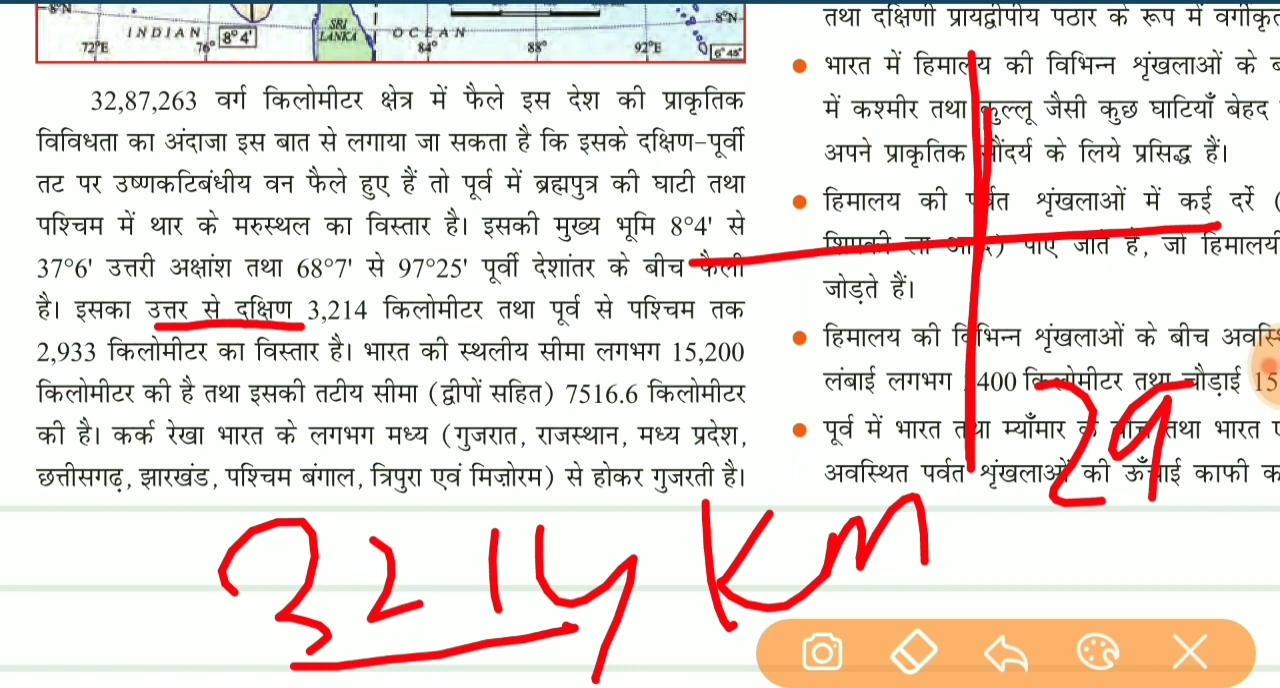 8°N
INDIAN
8°4'
SRI
LANKA
OCEAN
8°N
72°E
76°
84°
88°
92°E
6°45'
32,87,263 वर्ग किलोमीटर क्षेत्र में फैले इस देश की प्राकृतिक
विविधता का अंदाजा इस बात से लगाया जा सकता है कि इसके दक्षिण-पूर्वी
तट पर उष्णकटिबंधीय वन फैले हुए हैं तो पूर्व में ब्रह्मपुत्र की घाटी तथा
पश्चिम में थार के मरुस्थल का विस्तार है। इसकी मुख्य भूमि 8°4' से
37°6' उत्तरी अक्षांश तथा 68°7' से 97°25' पूर्वी देशांतर के बीच फैली
है। इसका उत्तर से दक्षिण 3,214 किलोमीटर तथा पूर्व से पश्चिम तक
2,933 किलोमीटर का विस्तार है। भारत की स्थलीय सीमा लगभग 15,200
किलोमीटर की है तथा इसकी तटीय सीमा (द्वीपों सहित) 7516.6 किलोमीटर
की है। कर्क रेखा भारत के लगभग मध्य (गुजरात, राजस्थान, मध्य प्रदेश,
छत्तीसगढ़, झारखंड, पश्चिम बंगाल, त्रिपुरा एवं मिज़ोरम) से होकर गुजरती है।
तथा दक्षिणी प्रायद्वीपीय पठार के रूप में वर्गीकृत
भारत में हिमालय की विभिन्न शृंखलाओं के
में कश्मीर तथा कुल्लू जैसी कुछ घाटियाँ बेहद
अपने प्राकृतिक सौंदर्य के लिये प्रसिद्ध हैं।
हिमालय की पर्वत शृंखलाओं में कई दर्रे (
शिपकी ला आदि) पाए जाते हैं, जो हिमालयी
जोड़ते हैं।
हिमालय की विभिन्न शृंखलाओं के बीच
लंबाई लगभग 2400 किलोमीटर तथा चौड़ाई 15
पूर्व में भारत तथा म्याँमार के बीच तथा भारत
अवस्थित पर्वत शृंखलाओं की ऊँचाई काफी
29
3214 km